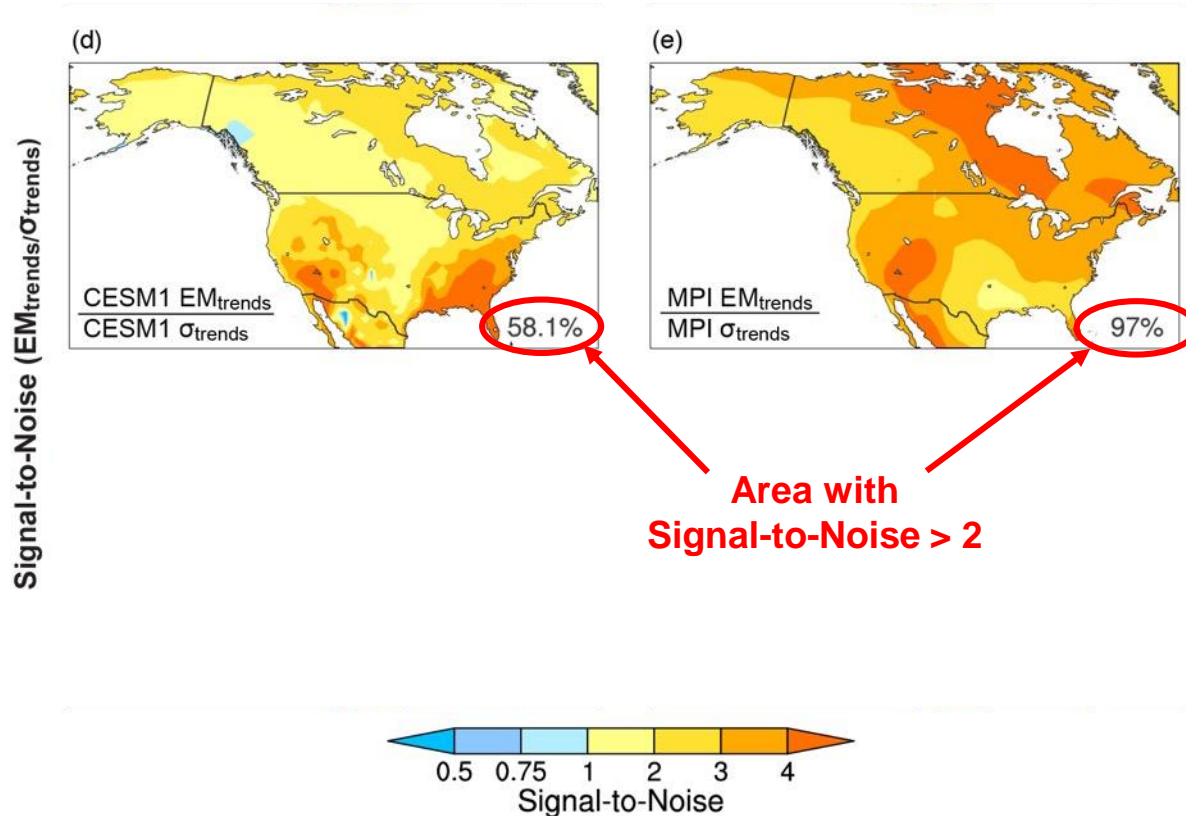 (d)
(e)
Signal-to-Noise (EMtrends/σtrends)
CESM1 EMtrends
CESM1 σtrends
58.1%
MPI EMtrends
MPI σtrends
97%
Area with
Signal-to-Noise > 2
0.5 0.75 1 2 3 4
Signal-to-Noise